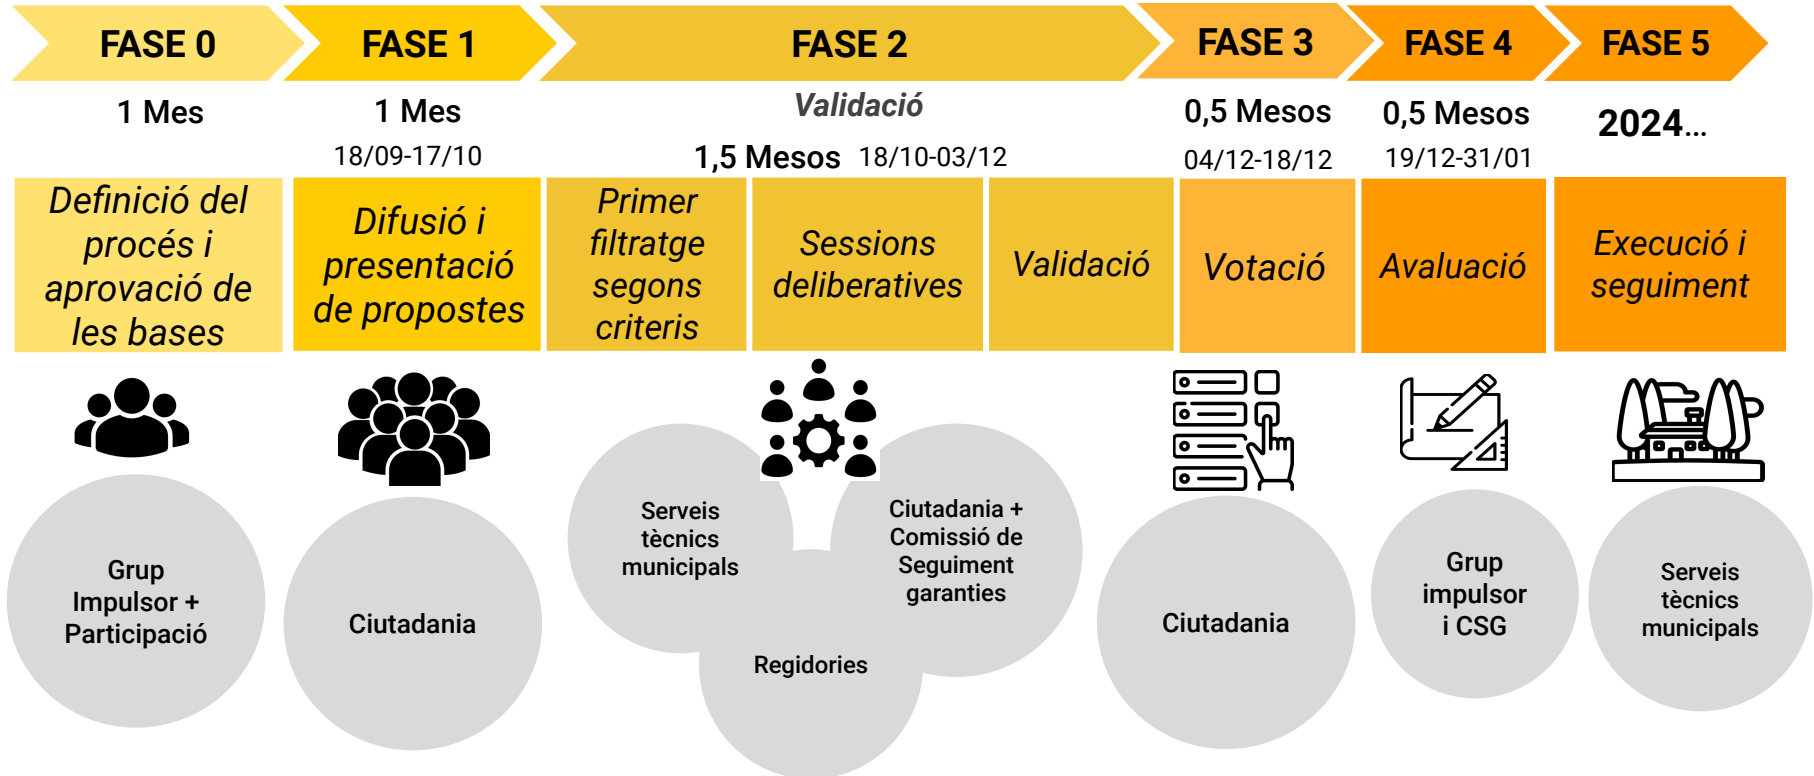 FASE 0
FASE 1
FASE 2
FASE 3
FASE 4
FASE 5
1 Mes
1 Mes
18/09-17/10
Validació
1,5 Mesos 18/10-03/12
0,5 Mesos
04/12-18/12
0,5 Mesos
19/12-31/01
2024...
Definició del
procés i
aprovació de
les bases
Difusió i
presentació
de propostes
Primer
filtratge
segons
criteris
Sessions
deliberatives
Validació
Votació
Avaluació
Execució i
seguiment
Grup
Impulsor +
Participació
Ciutadania
Serveis
tècnics
municipals
Ciutadania +
Comissió de
Seguiment
garanties
Regidories
Ciutadania
Grup
impulsor
i CSG
Serveis
tècnics
municipals